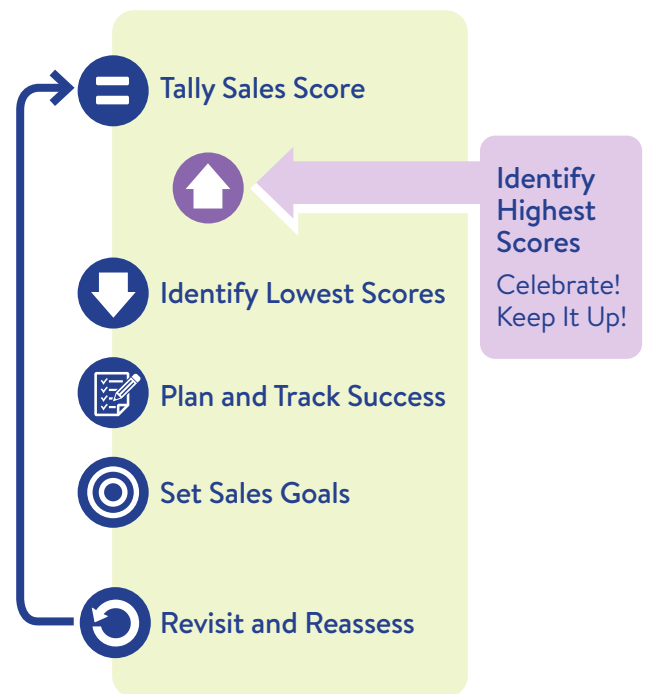 Tally Sales Score
Identify
Highest
Scores
Celebrate!
Keep It Up!
Identify Lowest Scores
Plan and Track Success
Set Sales Goals
Revisit and Reassess